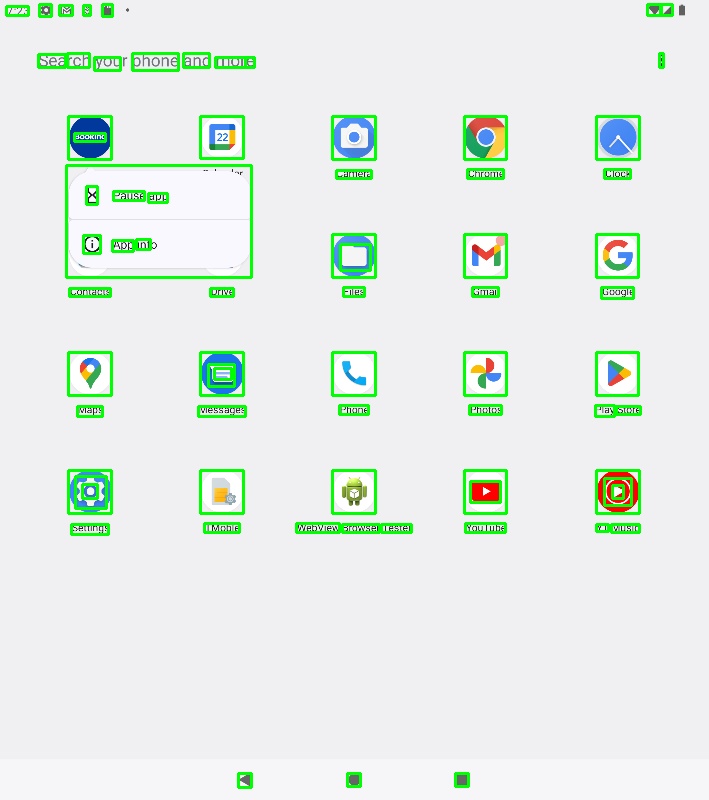 Search your phone and more
BOOKING
22
Camera
Chrome
Clock
Pause app
App info
Contacts
Drive
Files
Gmail
Google
Maps
Messages
Phone
Photos
Play Store
Settings
T-Mobile
WebView Browser Tester
YouTube
YT Music